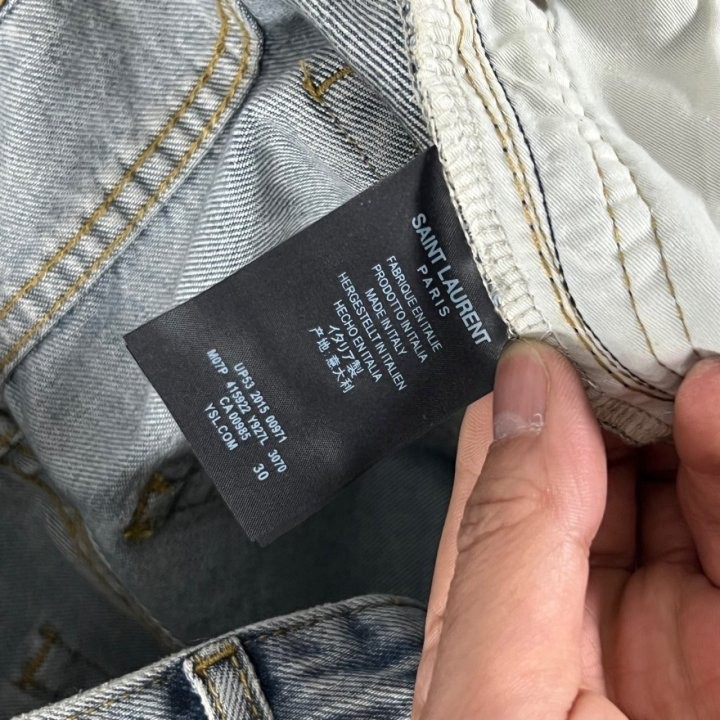 SAINT LAURENT
PARIS
FABRIQUE EN ITALIE
PRODOTTO IN ITALIA
MADE IN ITALY
HERGESTELLT IN ITALIEN
HECHO EN ITALIA
イタリア製
产地:意大利
UP53 2015 00971
M07P 415922 Y927L 3070
CA 00985
YSL.COM 30